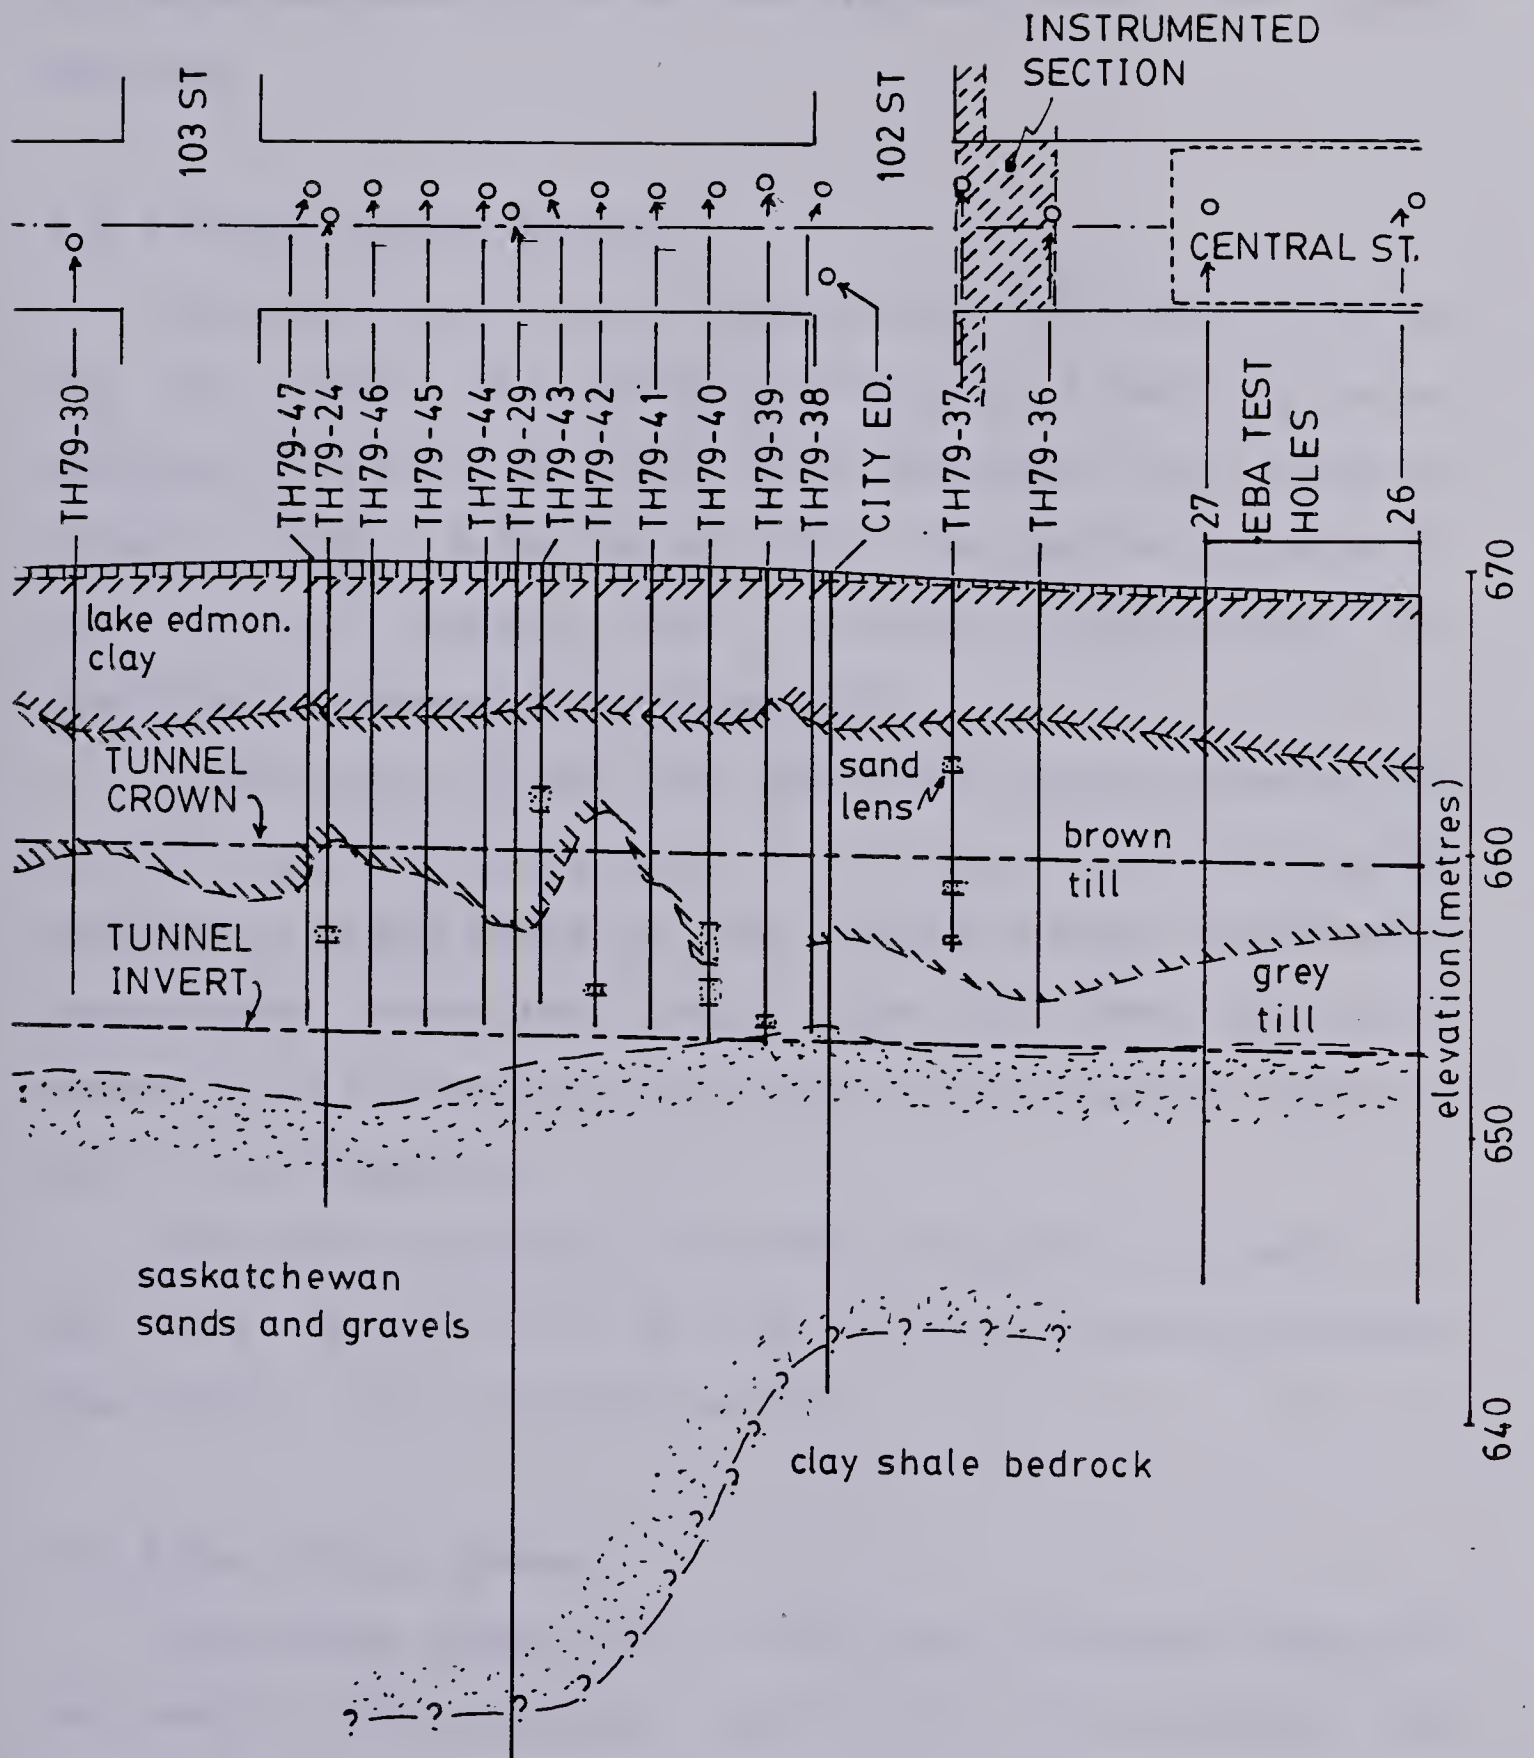 INSTRUMENTED
SECTION
103 ST
102 ST
CENTRAL ST.
TH79-30
TH79-47
TH79-24
TH79-46
TH79-45
TH79-44
TH79-29
TH79-43
TH79-42
TH79-41
TH79-40
TH79-39
TH79-38
CITY ED.
TH79-37
TH79-36
27
EBA TEST
HOLES
26
lake edmon.
clay
TUNNEL
CROWN
sand
lens
brown
till
TUNNEL
INVERT
grey
till
saskatchewan
sands and gravels
clay shale bedrock
? ? ? ? ? ? ? ? ? ? ? ? ? ? ?
elevation (metres)
670
660
650
640